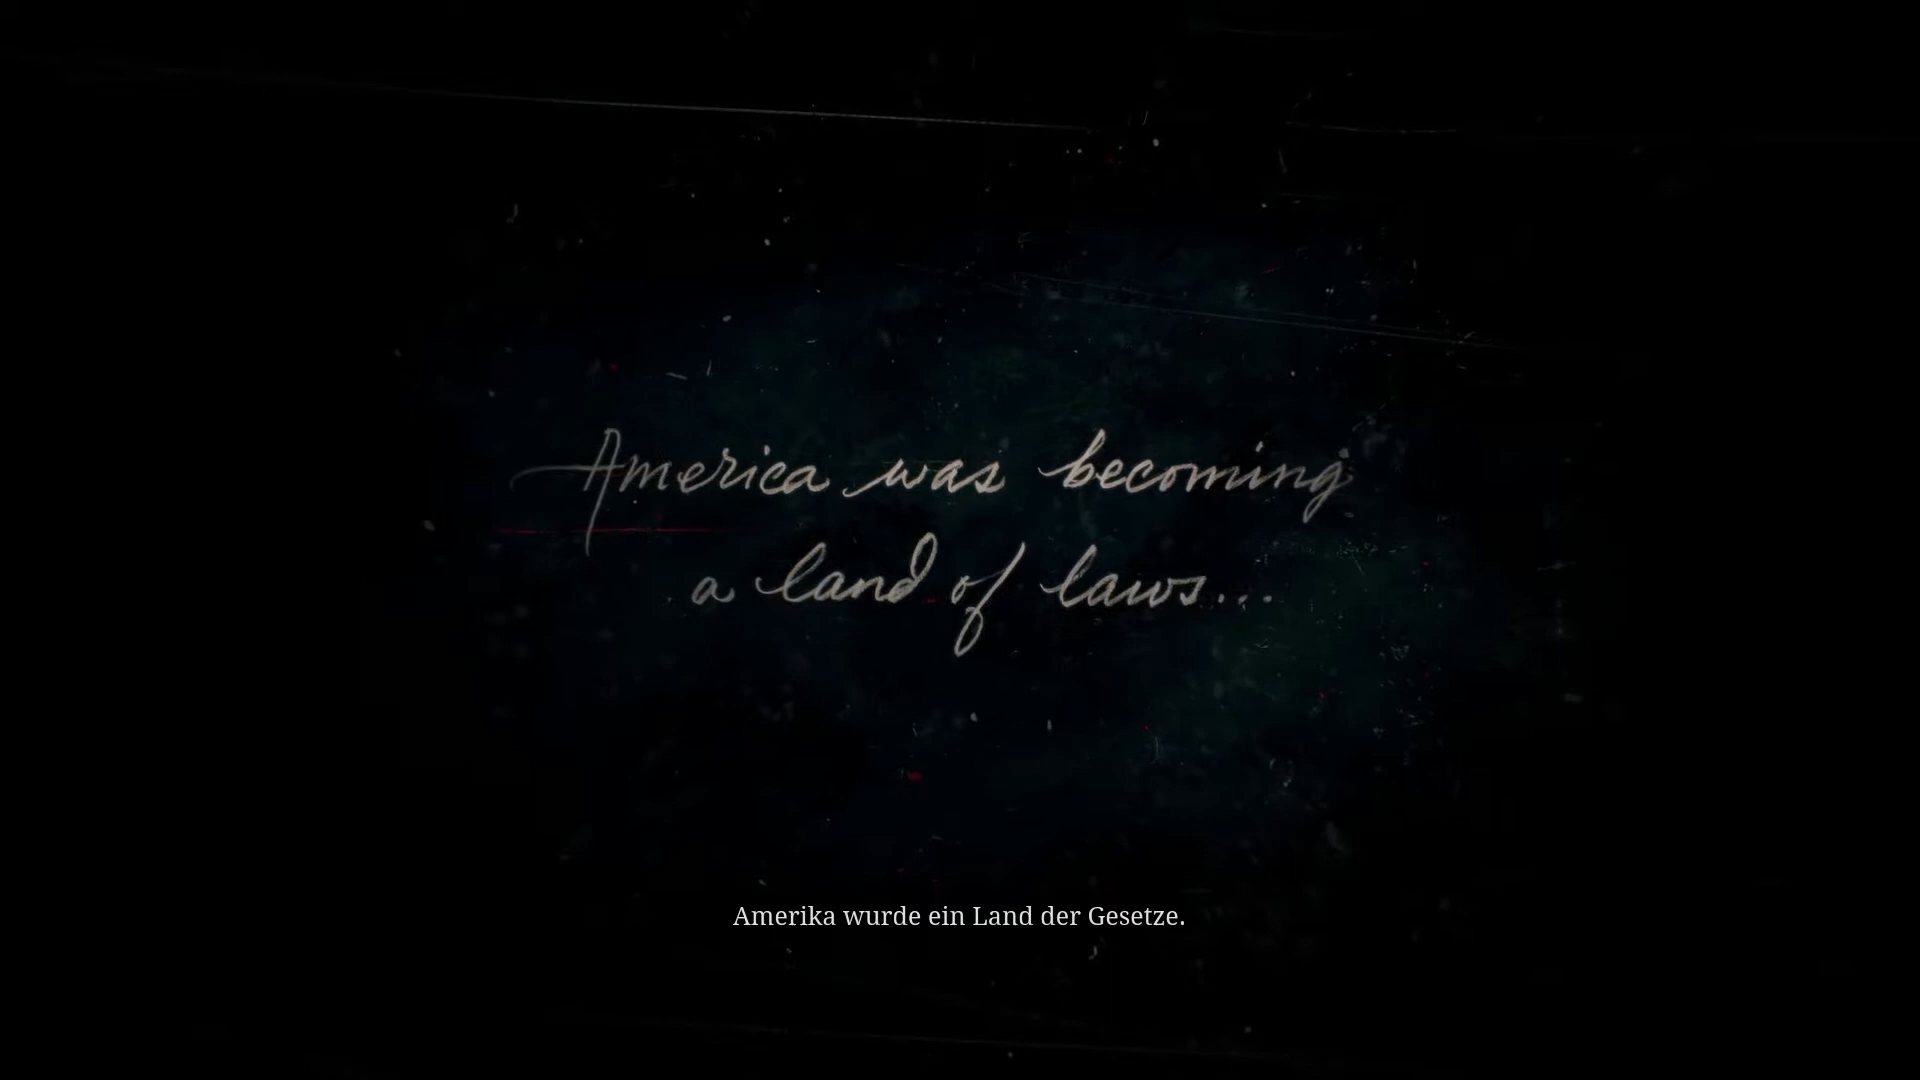 America was becoming
a land of laws...
Amerika wurde ein Land der Gesetze.